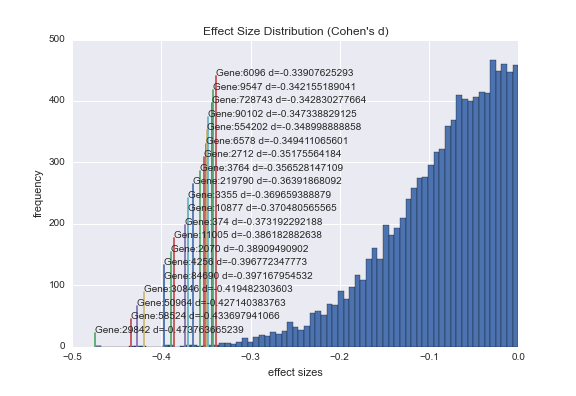 Effect Size Distribution (Cohen's d)
500
400
300
200
100
0
frequency
Gene:6096 d=-0.33907625293
Gene:9547 d=-0.342155189041
Gene:728743 d=-0.342830277664
Gene:90102 d=-0.347338829125
Gene:554202 d=-0.348998888858
Gene:6578 d=-0.349411065601
Gene:2712 d=-0.35175564184
Gene:3764 d=-0.356528147109
Gene:219790 d=-0.36391868092
Gene:3355 d=-0.369659388879
Gene:10877 d=-0.370480565565
Gene:374 d=-0.373192292188
Gene:11005 d=-0.386182882638
Gene:2070 d=-0.38909490902
Gene:4256 d=-0.396772347773
Gene:84690 d=-0.397167954532
Gene:30846 d=-0.419482303603
Gene:50964 d=-0.427140383763
Gene:58524 d=-0.433697941066
Gene:29842 d=-0.473763665239
−0.5 −0.4 −0.3 −0.2 −0.1 0.0
effect sizes